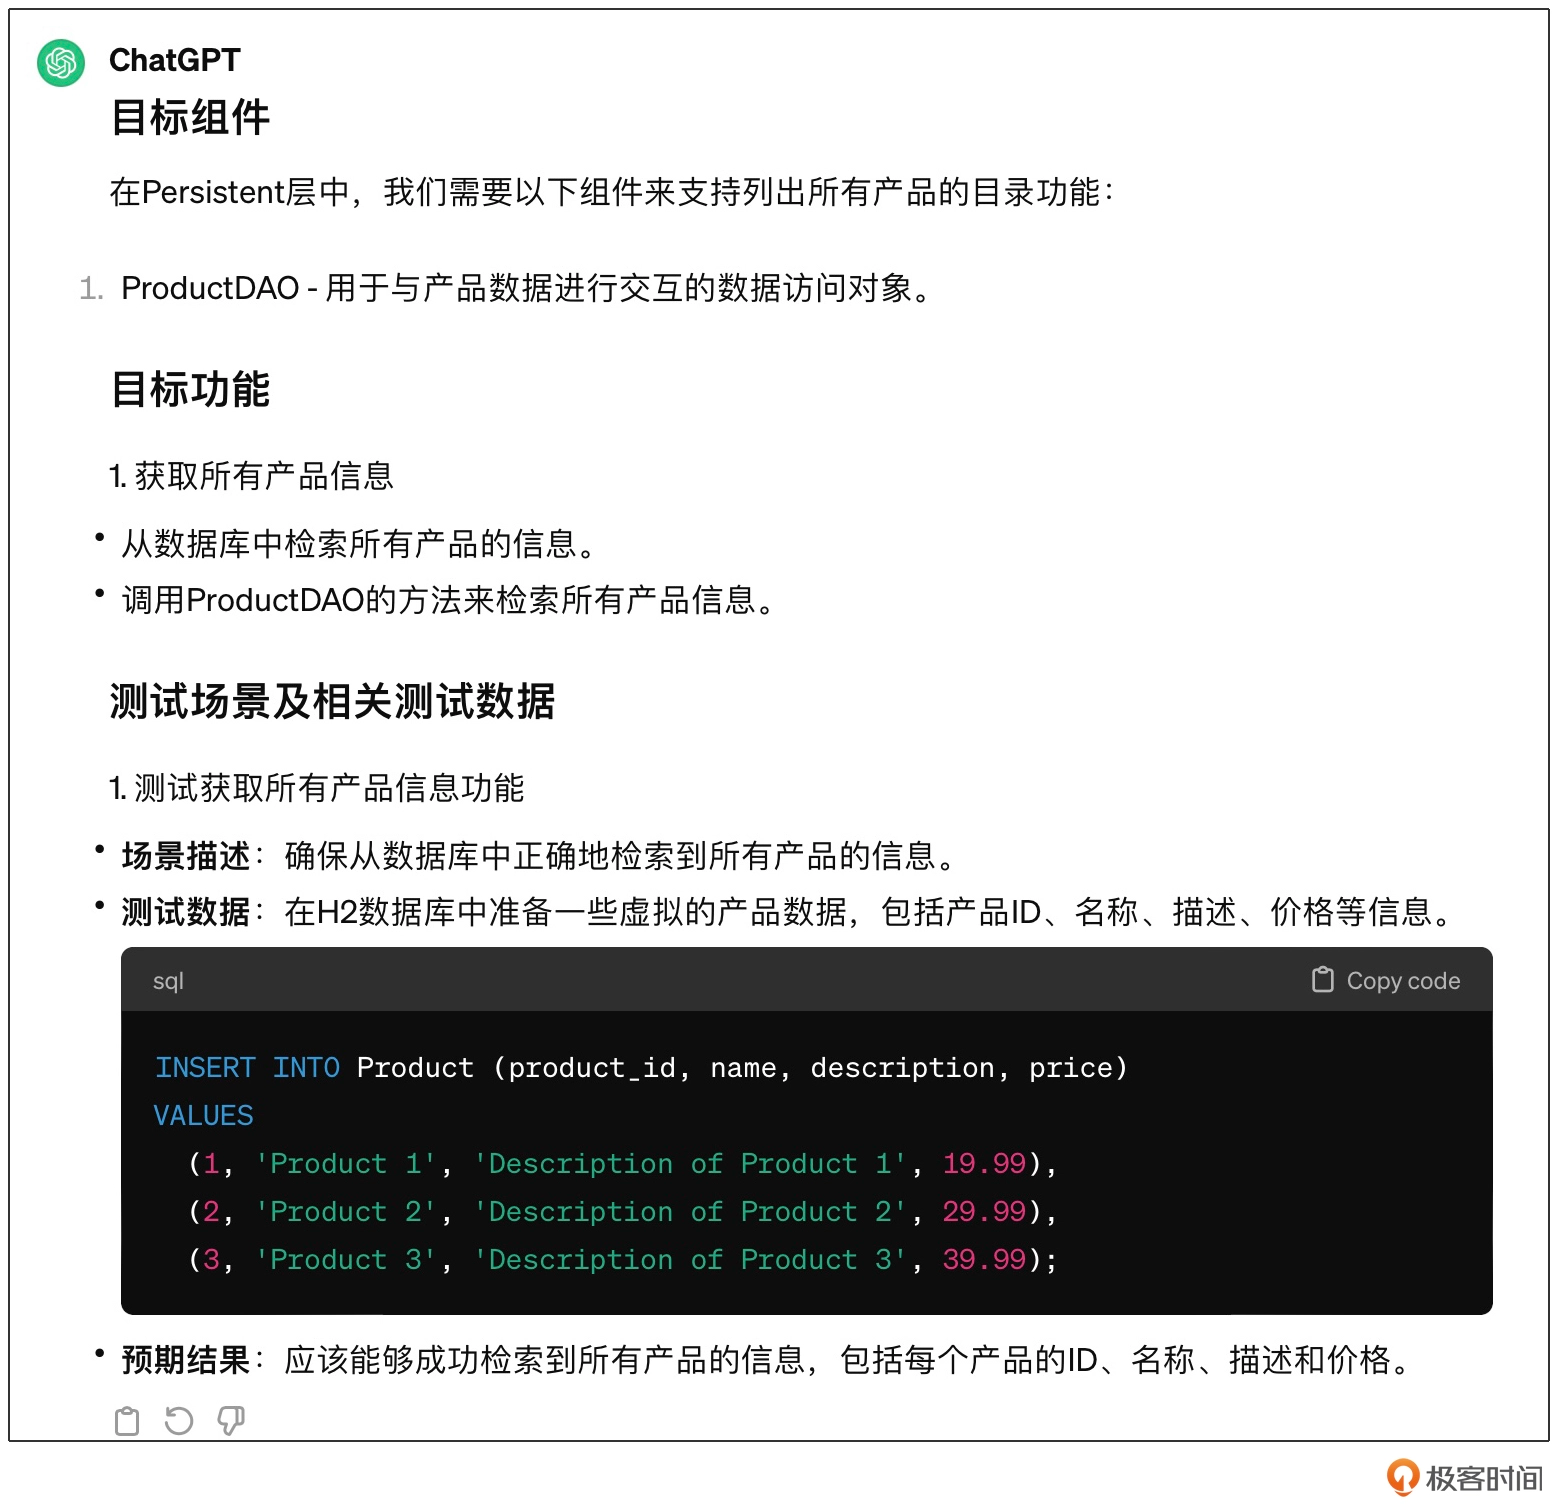 ChatGPT
目标组件
在Persistent层中，我们需要以下组件来支持列出所有产品的目录功能：
1. ProductDAO - 用于与产品数据进行交互的数据访问对象。
目标功能
1. 获取所有产品信息
• 从数据库中检索所有产品的信息。
• 调用ProductDAO的方法来检索所有产品信息。
测试场景及相关测试数据
1. 测试获取所有产品信息功能
• 场景描述：确保从数据库中正确地检索到所有产品的信息。
• 测试数据：在H2数据库中准备一些虚拟的产品数据，包括产品ID、名称、描述、价格等信息。
sql Copy code
INSERT INTO Product (product_id, name, description, price)
VALUES
(1, 'Product 1', 'Description of Product 1', 19.99),
(2, 'Product 2', 'Description of Product 2', 29.99),
(3, 'Product 3', 'Description of Product 3', 39.99);
• 预期结果：应该能够成功检索到所有产品的信息，包括每个产品的ID、名称、描述和价格。
极客时间